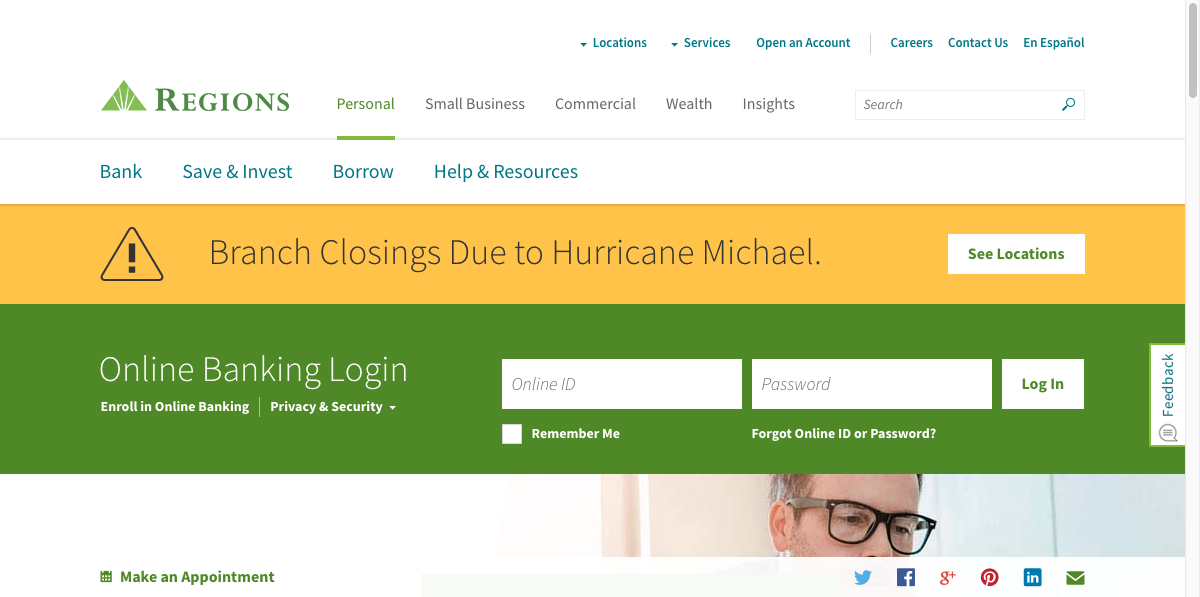 Locations Services Open an Account Careers Contact Us En Español
REGIONS Personal Small Business Commercial Wealth Insights Search
Bank Save & Invest Borrow Help & Resources
Branch Closings Due to Hurricane Michael. See Locations
Online Banking Login Online ID Password Log In
Enroll in Online Banking Privacy & Security
Remember Me Forgot Online ID or Password?
Feedback
Make an Appointment